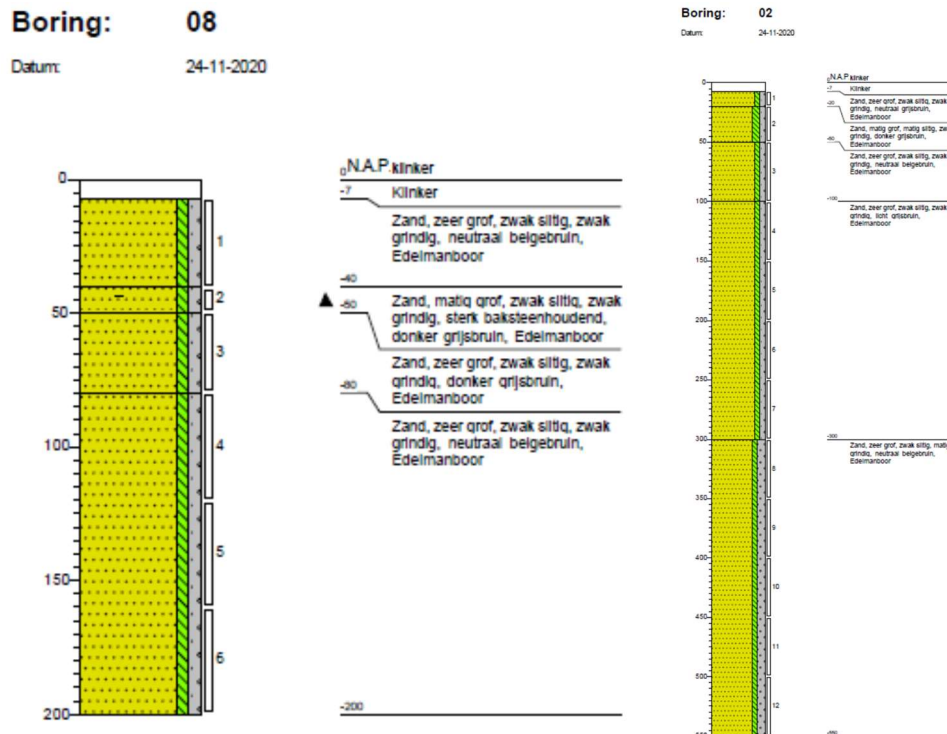 Boring: 08
Datum: 24-11-2020
0
50
100
150
200
1
2
3
4
5
6
0 N.A.P. klinker
-7 Klinker
Zand, zeer grof, zwak siltig, zwak
grindig, neutraal beigebruin,
Edelmanboor
-40
-50 Zand, matig grof, zwak siltig, zwak
grindig, sterk baksteenhoudend,
donker grijsbruin, Edelmanboor
Zand, zeer grof, zwak siltig, zwak
grindig, donker grijsbruin,
Edelmanboor
-80
Zand, zeer grof, zwak siltig, zwak
grindig, neutraal beigebruin,
Edelmanboor
-200
Boring: 02
Datum: 24-11-2020
0
50
100
150
200
250
300
350
400
450
500
550
1
2
3
4
5
6
7
8
9
10
11
12
0 N.A.P. klinker
-7 Klinker
-20 Zand, zeer grof, zwak siltig, zwak
grindig, neutraal grijsbruin,
Edelmanboor
Zand, matig grof, matig siltig, zw
grindig, donker grijsbruin,
-50 Edelmanboor
Zand, zeer grof, zwak siltig, zwak
grindig, neutraal beigebruin,
Edelmanboor
-100
Zand, zeer grof, zwak siltig, zwak
grindig, licht grijsbruin,
Edelmanboor
-300
Zand, zeer grof, zwak siltig, matig
grindig, neutraal beigebruin,
Edelmanboor
-550